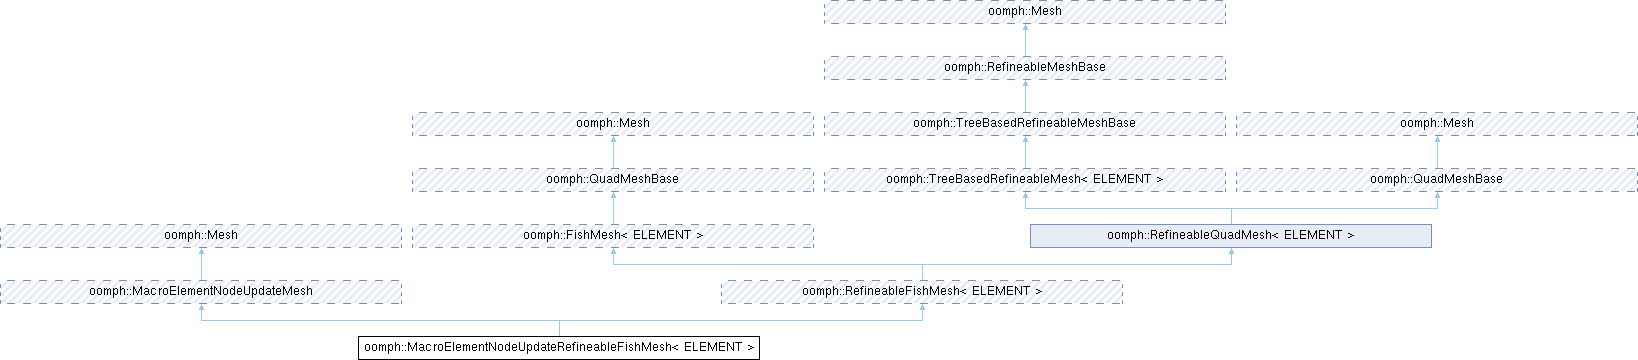 oomph::Mesh
oomph::RefineableMeshBase
oomph::Mesh
oomph::TreeBasedRefineableMeshBase
oomph::Mesh
oomph::QuadMeshBase
oomph::TreeBasedRefineableMesh< ELEMENT >
oomph::QuadMeshBase
oomph::Mesh
oomph::FishMesh< ELEMENT >
oomph::RefineableQuadMesh< ELEMENT >
oomph::MacroElementNodeUpdateMesh
oomph::RefineableFishMesh< ELEMENT >
oomph::MacroElementNodeUpdateRefineableFishMesh< ELEMENT >